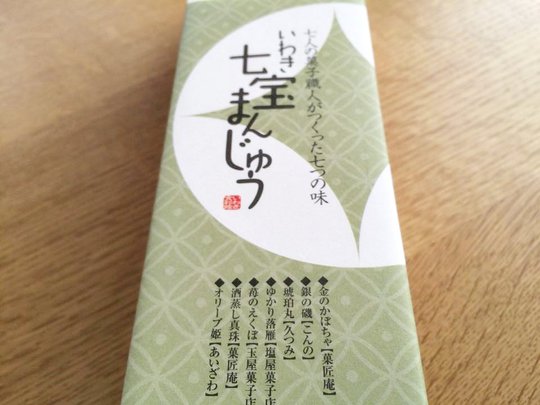 七人の菓子職人がつくった七つの味
いわき
七宝
まんじゅう
◆金のかぼちゃ【菓匠庵】
◆銀の磯【こんの】
◆琥珀丸【久つみ】
◆ゆかり落雁【塩屋菓子店
◆苺のえくぼ【玉屋菓子店
◆酒蒸し真珠【菓匠庵】
◆オリーブ姫【あいざわ】